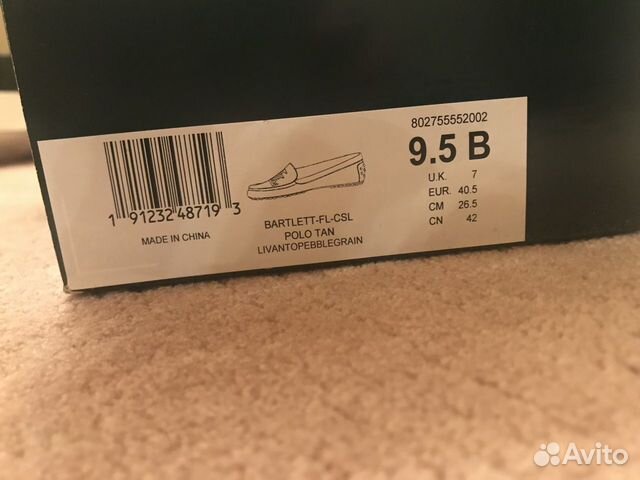 802755552002
9.5 B
U.K. 7
EUR. 40.5
CM 26.5
CN 42
1 91232 48719 3
MADE IN CHINA
BARTLETT-FL-CSL
POLO TAN
LIVANTOPEBBLEGRAIN
Avito